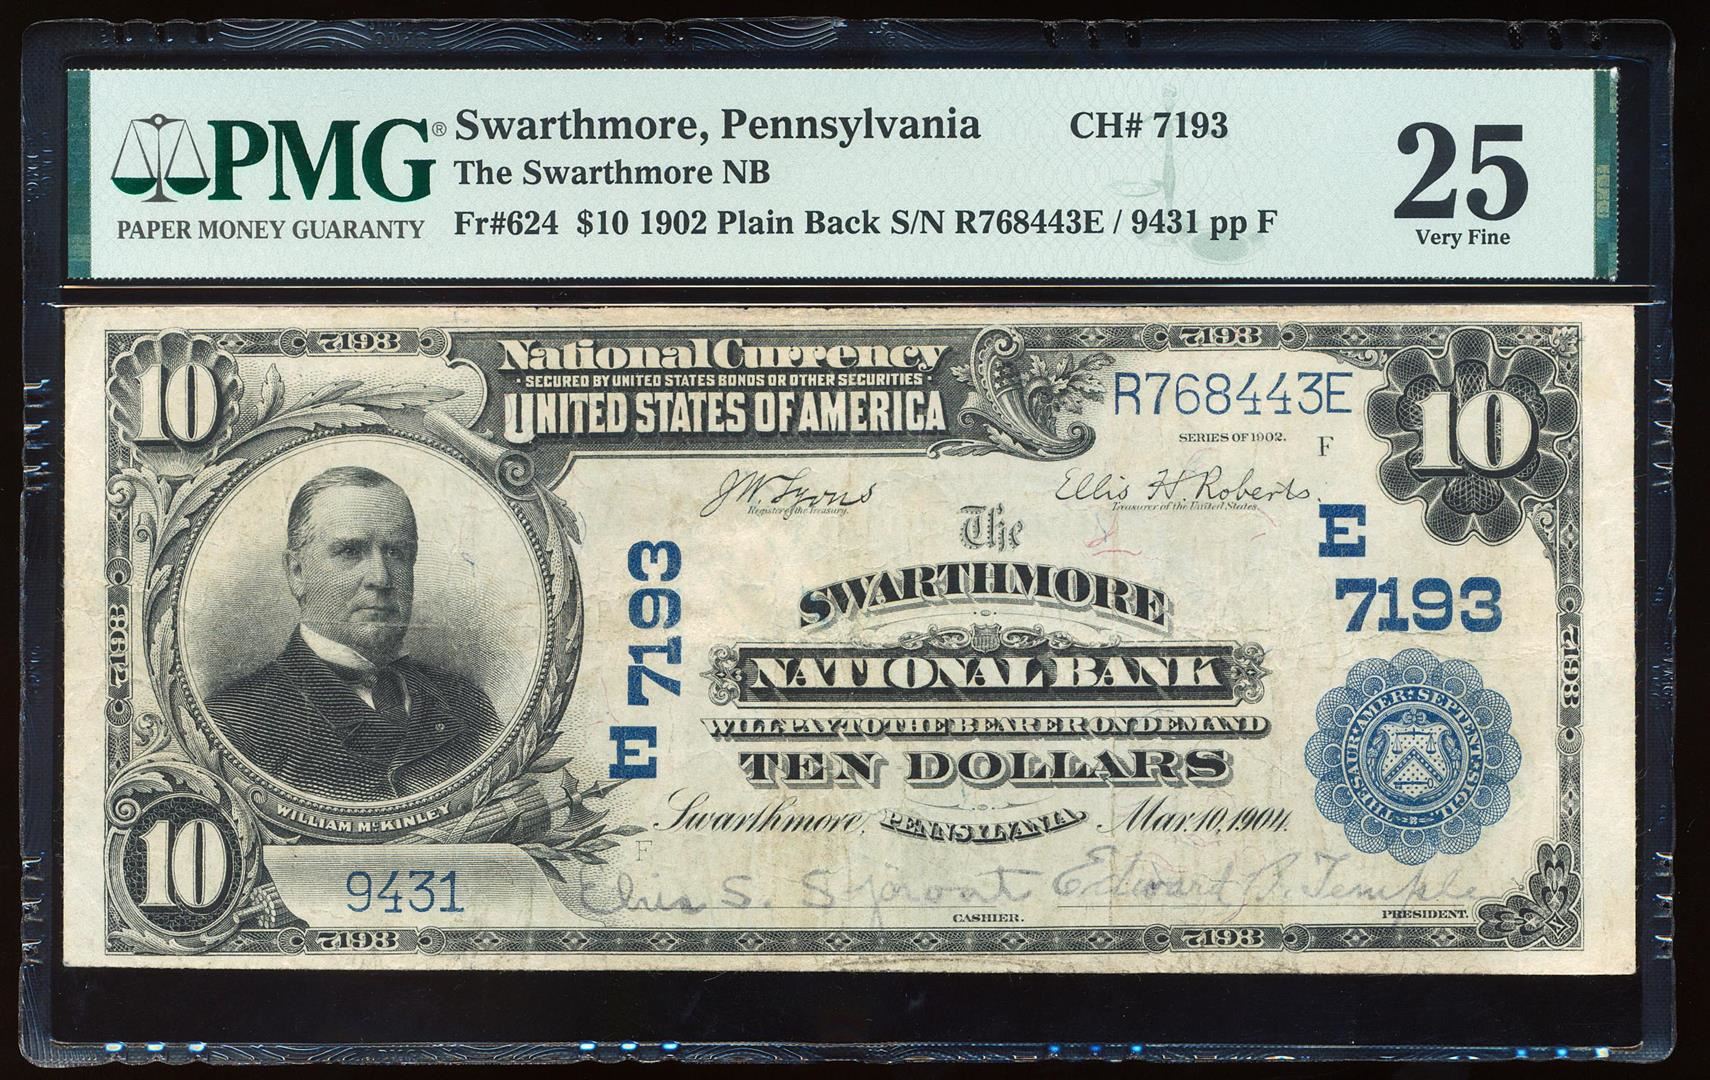 PMG®
PAPER MONEY GUARANTY
Swarthmore, Pennsylvania CH# 7193
The Swarthmore NB
Fr#624 $10 1902 Plain Back S/N R768443E / 9431 pp F
25
Very Fine
7193 7193
10 National Currency 10
SECURED BY UNITED STATES BONDS OR OTHER SECURITIES
UNITED STATES OF AMERICA
R768443E
SERIES OF 1902. F
J.W. Lyons Ellis H. Roberts.
Register of the Treasury. Treasurer of the United States.
The
E
7193
SWARTHMORE
E 7193
7193
7193
NATIONAL BANK
WILL PAY TO THE BEARER ON DEMAND
TEN DOLLARS
THESAUR. AMER. SEPTENT. SIGIL.
WILLIAM McKINLEY
Swarthmore, PENNSYLVANIA Mar. 10, 1904.
F
10
9431
Edward Temple
CASHIER. PRESIDENT.
7193 7193